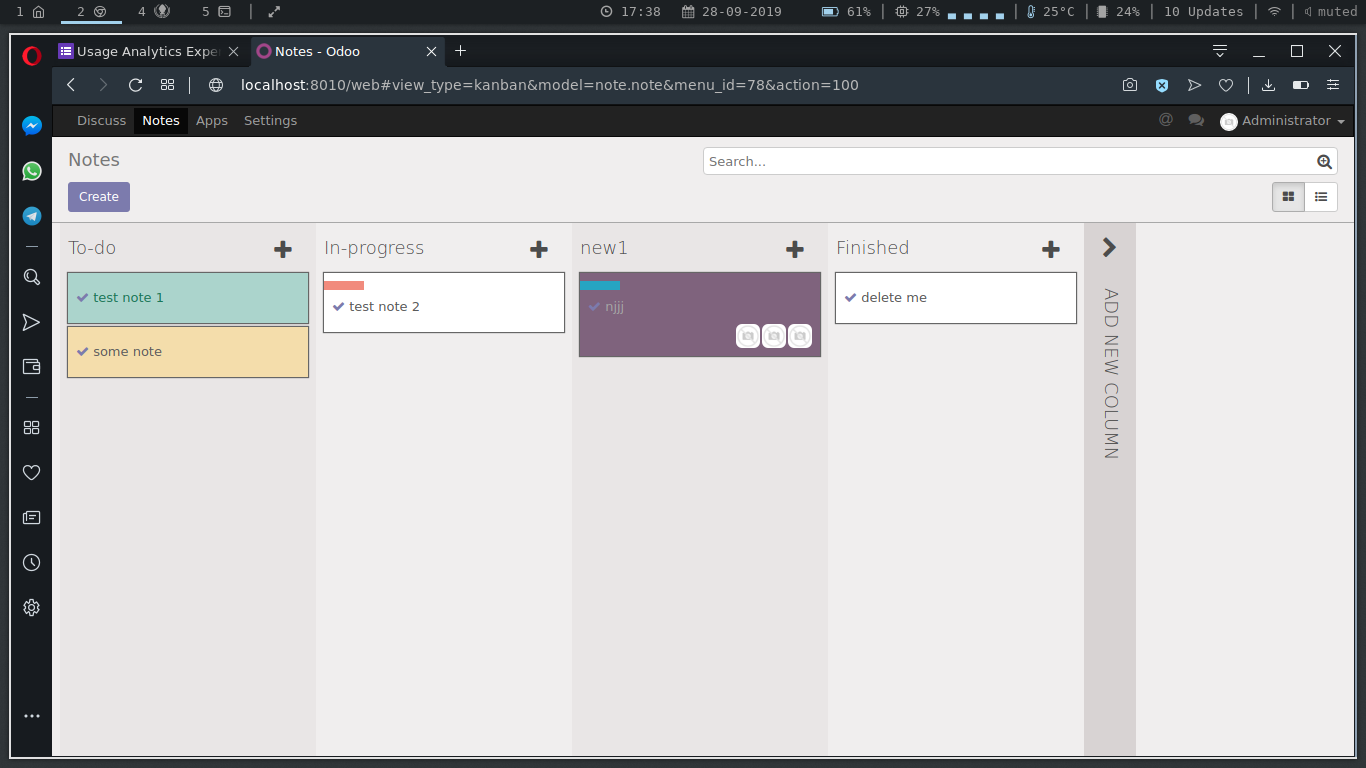 1 2 4 5 17:38 28-09-2019 61% 27% 25°C 24% 10 Updates muted
Usage Analytics Expe Notes - Odoo
localhost:8010/web#view_type=kanban&model=note.note&menu_id=78&action=100
Discuss Notes Apps Settings @ Administrator
Notes Search...
Create
To-do In-progress new1 Finished
test note 1 test note 2 njjj delete me
some note
ADD NEW COLUMN